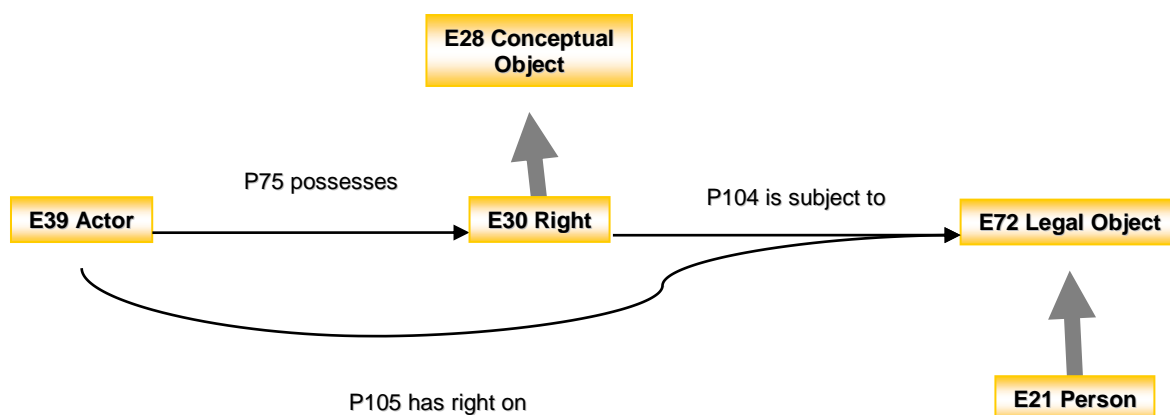 E28 Conceptual
Object
P75 possesses
P104 is subject to
E39 Actor
E30 Right
E72 Legal Object
P105 has right on
E21 Person